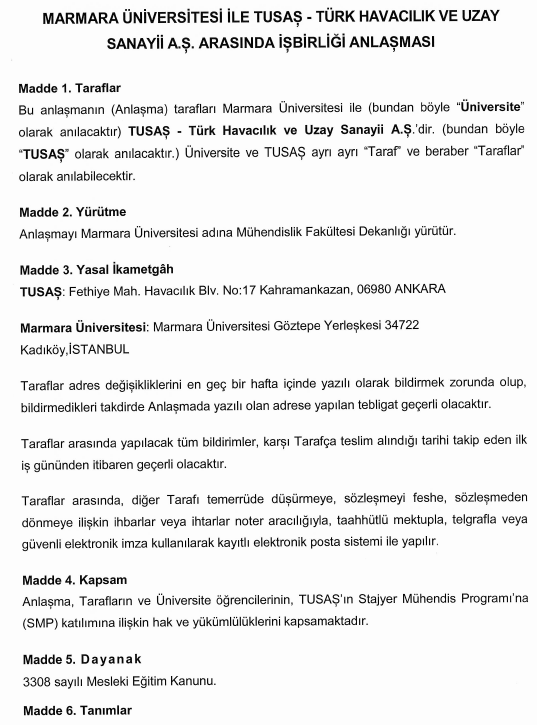 MARMARA ÜNİVERSİTESİ İLE TUSAŞ - TÜRK HAVACILIK VE UZAY
SANAYİİ A.Ş. ARASINDA İŞBİRLİĞİ ANLAŞMASI
Madde 1. Taraflar
Bu anlaşmanın (Anlaşma) tarafları Marmara Üniversitesi ile (bundan böyle “Üniversite”
olarak anılacaktır) TUSAŞ - Türk Havacılık ve Uzay Sanayii A.Ş.’dir. (bundan böyle
“TUSAŞ” olarak anılacaktır.) Üniversite ve TUSAŞ ayrı ayrı “Taraf” ve beraber “Taraflar”
olarak anılabilecektir.
Madde 2. Yürütme
Anlaşmayı Marmara Üniversitesi adına Mühendislik Fakültesi Dekanlığı yürütür.
Madde 3. Yasal İkametgâh
TUSAŞ: Fethiye Mah. Havacılık Blv. No:17 Kahramankazan, 06980 ANKARA
Marmara Üniversitesi: Marmara Üniversitesi Göztepe Yerleşkesi 34722
Kadıköy,İSTANBUL
Taraflar adres değişikliklerini en geç bir hafta içinde yazılı olarak bildirmek zorunda olup,
bildirmedikleri takdirde Anlaşmada yazılı olan adrese yapılan tebligat geçerli olacaktır.
Taraflar arasında yapılacak tüm bildirimler, karşı Tarafça teslim alındığı tarihi takip eden ilk
iş gününden itibaren geçerli olacaktır.
Taraflar arasında, diğer Tarafı temerrüde düşürmeye, sözleşmeyi feshe, sözleşmeden
dönmeye ilişkin ihbarlar veya ihtarlar noter aracılığıyla, taahhütlü mektupla, telgrafla veya
güvenli elektronik imza kullanılarak kayıtlı elektronik posta sistemi ile yapılır.
Madde 4. Kapsam
Anlaşma, Tarafların ve Üniversite öğrencilerinin, TUSAŞ’ın Stajyer Mühendis Programı’na
(SMP) katılımına ilişkin hak ve yükümlülüklerini kapsamaktadır.
Madde 5. Dayanak
3308 sayılı Mesleki Eğitim Kanunu.
Madde 6. Tanımlar